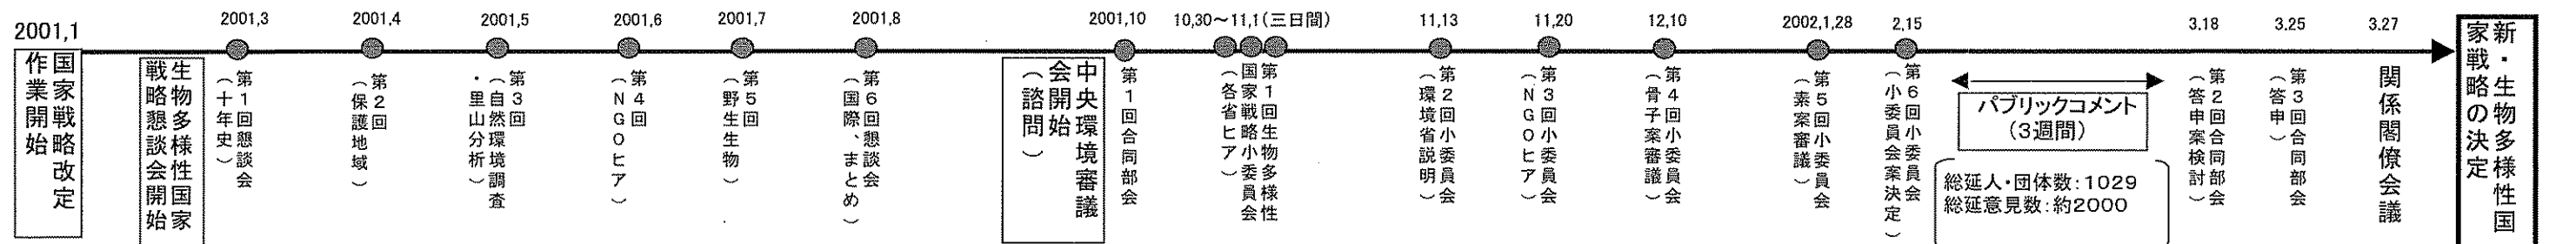 2001,1
国家戦略改定
作業開始
生物多様性国家
戦略懇談会開始
2001,3
第1回懇談会
（十年史）
2001,4
第2回
（保護地域）
2001,5
第3回
（自然環境調査
・里山分析）
2001,6
第4回
（NGOヒア）
2001,7
第5回
（野生生物）
2001,8
第6回懇談会
（国際、まとめ）
中央環境審議
会開始
（諮問）
2001,10
第1回合同部会
10,30～11,1（三日間）
第1回生物多様性
国家戦略小委員会
（各省ヒア）
11,13
第2回小委員会
（環境省説明）
11,20
第3回小委員会
（NGOヒア）
12,10
第4回小委員会
（骨子案審議）
2002,1,28
第5回小委員会
（素案審議）
2,15
第6回小委員会
（小委員会案決定）
パブリックコメント
（3週間）
総延人・団体数：1029
総延意見数：約2000
3.18
第2回合同部会
（答申案検討）
3.25
第3回合同部会
（答申）
3.27
関係閣僚会議
新・生物多様性国
家戦略の決定